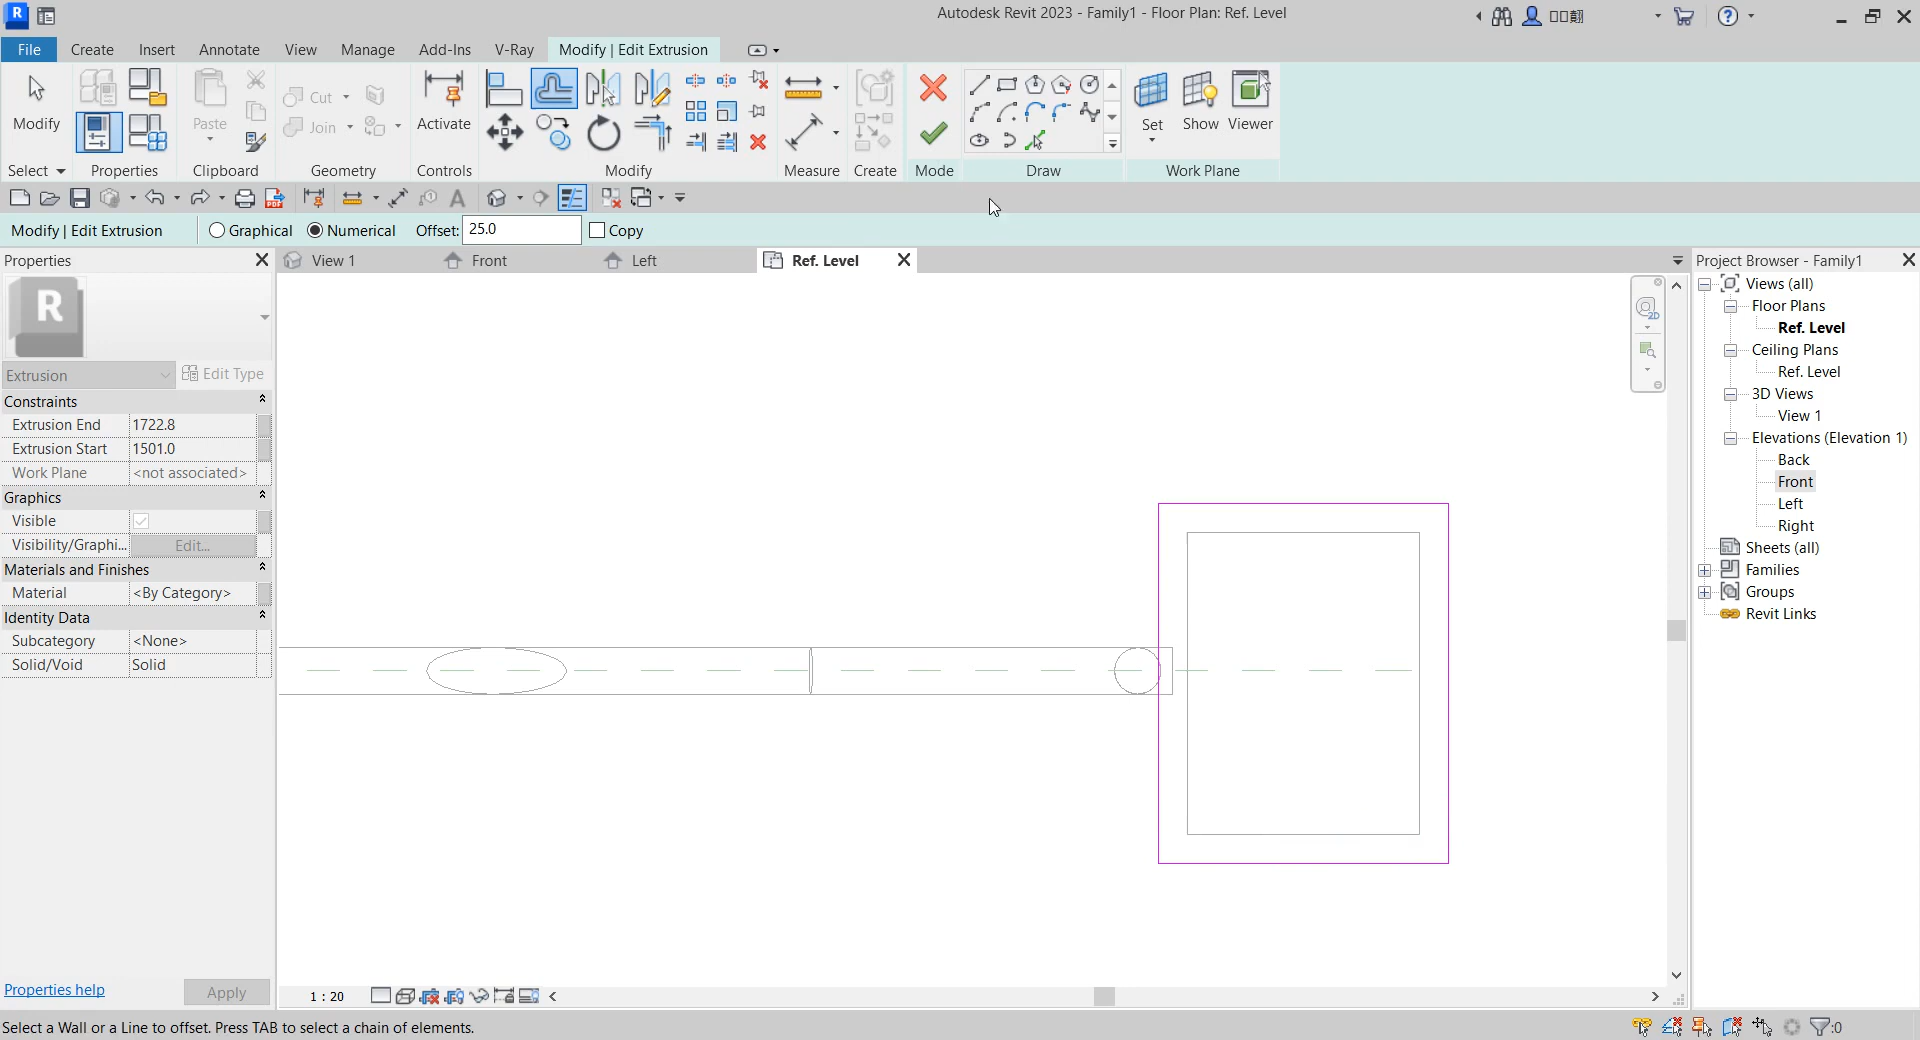 R
Autodesk Revit 2023 - Family1 - Floor Plan: Ref. Level
File Create Insert Annotate View Manage Add-Ins V-Ray Modify | Edit Extrusion
Modify Paste Cut Join Activate Set Show Viewer
Select Properties Clipboard Geometry Controls Modify Measure Create Mode Draw Work Plane
Modify | Edit Extrusion Graphical Numerical Offset: 25.0 Copy
Properties
View 1 Front Left Ref. Level
R
Extrusion
Edit Type
Constraints
Extrusion End 1722.8
Extrusion Start 1501.0
Work Plane <not associated>
Graphics
Visible
Visibility/Graphi... Edit...
Materials and Finishes
Material <By Category>
Identity Data
Subcategory <None>
Solid/Void Solid
Properties help
Apply
2D
Project Browser - Family1
Views (all)
Floor Plans
Ref. Level
Ceiling Plans
Ref. Level
3D Views
View 1
Elevations (Elevation 1)
Back
Front
Left
Right
Sheets (all)
Families
Groups
Revit Links
1 : 20
Select a Wall or a Line to offset. Press TAB to select a chain of elements.
:0